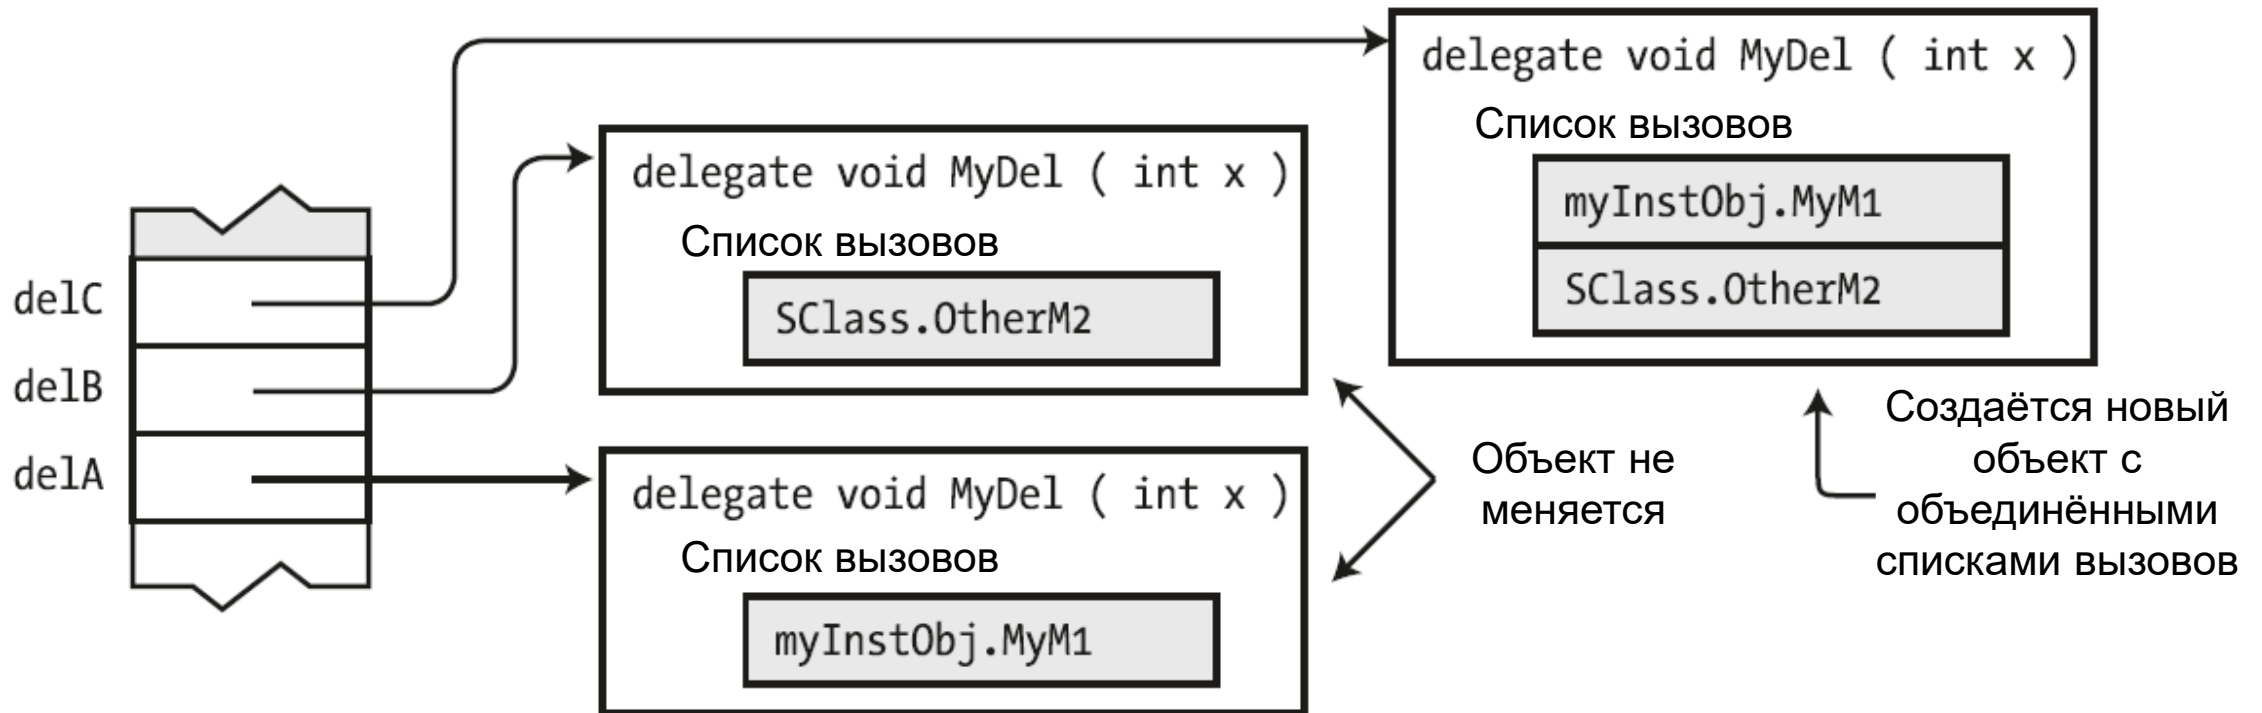 delegate void MyDel ( int x )
Список вызовов
myInstObj.MyM1
SClass.OtherM2
delegate void MyDel ( int x )
Список вызовов
SClass.OtherM2
delC
delB
delA
delegate void MyDel ( int x )
Список вызовов
myInstObj.MyM1
Объект не
меняется
Создаётся новый
объект с
объединёнными
списками вызовов